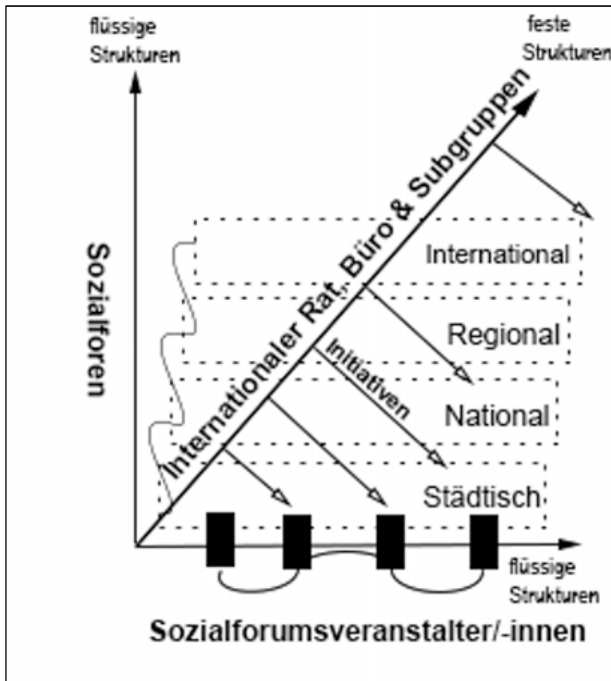 flüssige
Strukturen
feste
Strukturen
Sozialforen
Internationaler Rat, Büro & Subgruppen
Initiativen
International
Regional
National
Städtisch
flüssige
Strukturen
Sozialforumsveranstalter/-innen